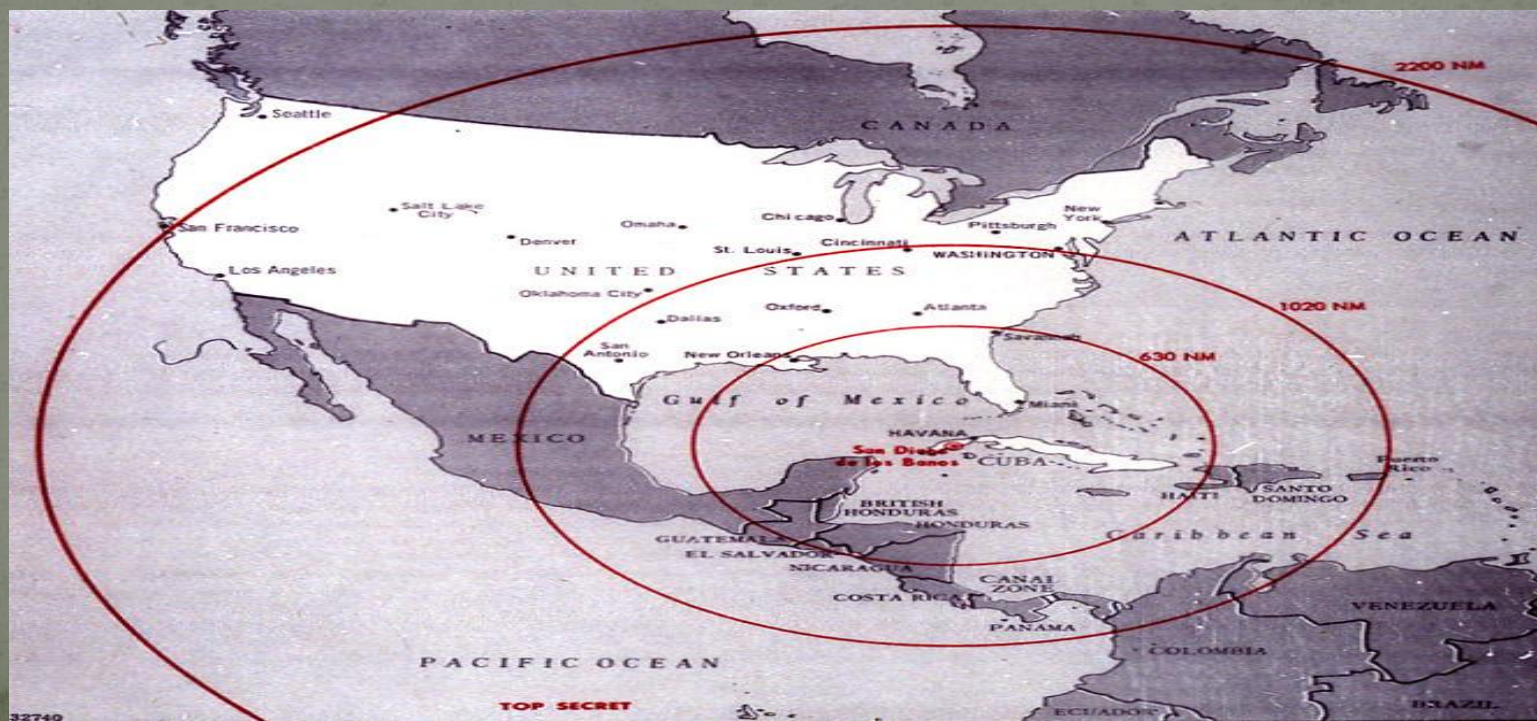 2200 NM
Seattle
CANADA
Salt Lake
City
San Francisco
Omaha
Chicago
New
York
Pittsburgh
Denver
St. Louis
Cincinnati
WASHINGTON
ATLANTIC OCEAN
Los Angeles
UNITED STATES
Oklahoma City
Oxford
Atlanta
1020 NM
Dallas
San
Antonio
New Orleans
Savannah
630 NM
Gulf of Mexico
Miami
MEXICO
HAVANA
San Diego
de los Banos
CUBA
Puerto
Rico
HAITI
SANTO
DOMINGO
BRITISH
HONDURAS
HONDURAS
GUATEMALA
EL SALVADOR
NICARAGUA
Caribbean Sea
COSTA RICA
CANAL
ZONE
PANAMA
VENEZUELA
COLOMBIA
PACIFIC OCEAN
TOP SECRET
ECUADOR
BRAZIL
32740